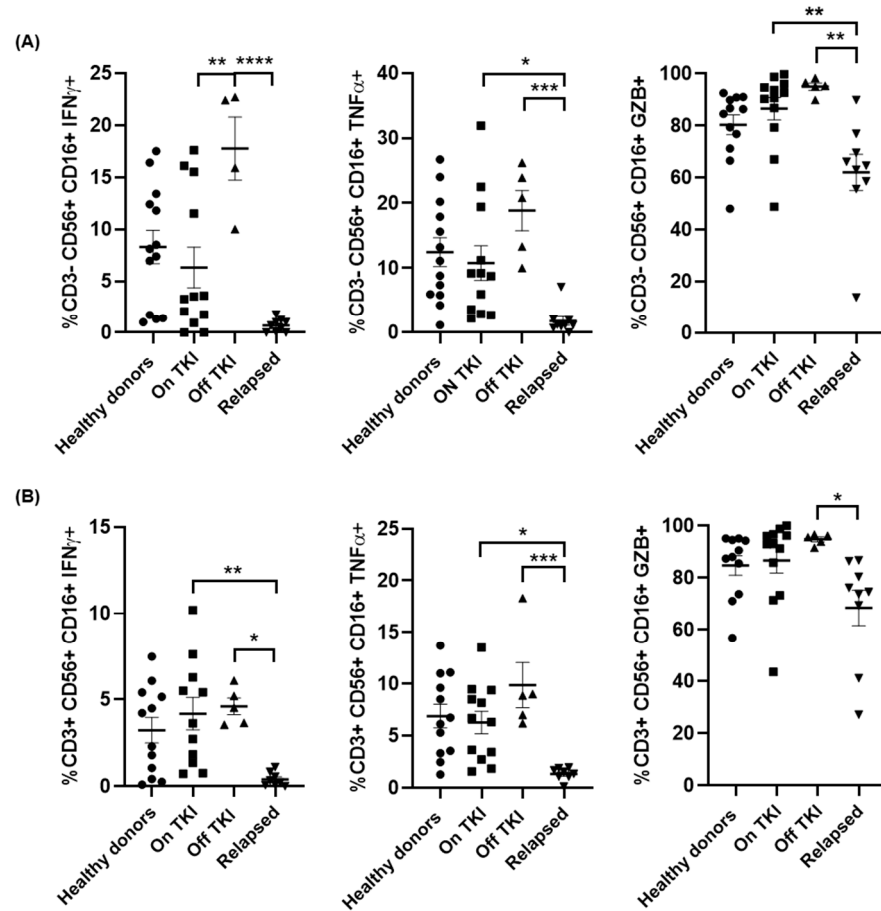 (A)
%CD3- CD56+ CD16+ IFNγ+
25
20
15
10
5
0
** ****
Healthy donors
On TKI
Off TKI
Relapsed
%CD3- CD56+ CD16+ TNFα+
40
30
20
10
0
*
***
Healthy donors
ON TKI
Off TKI
Relapsed
%CD3- CD56+ CD16+ GZB+
100
80
60
40
20
0
**
**
Healthy donors
On TKI
Off TKI
Relapsed
(B)
%CD3+ CD56+ CD16+ IFNγ+
15
10
5
0
**
*
Healthy donors
On TKI
Off TKI
Relapsed
%CD3+ CD56+ CD16+ TNFα+
25
20
15
10
5
0
*
***
Healthy donors
On TKI
Off TKI
Relapsed
%CD3+ CD56+ CD16+ GZB+
100
80
60
40
20
0
*
Healthy donors
On TKI
Off TKI
Relapsed